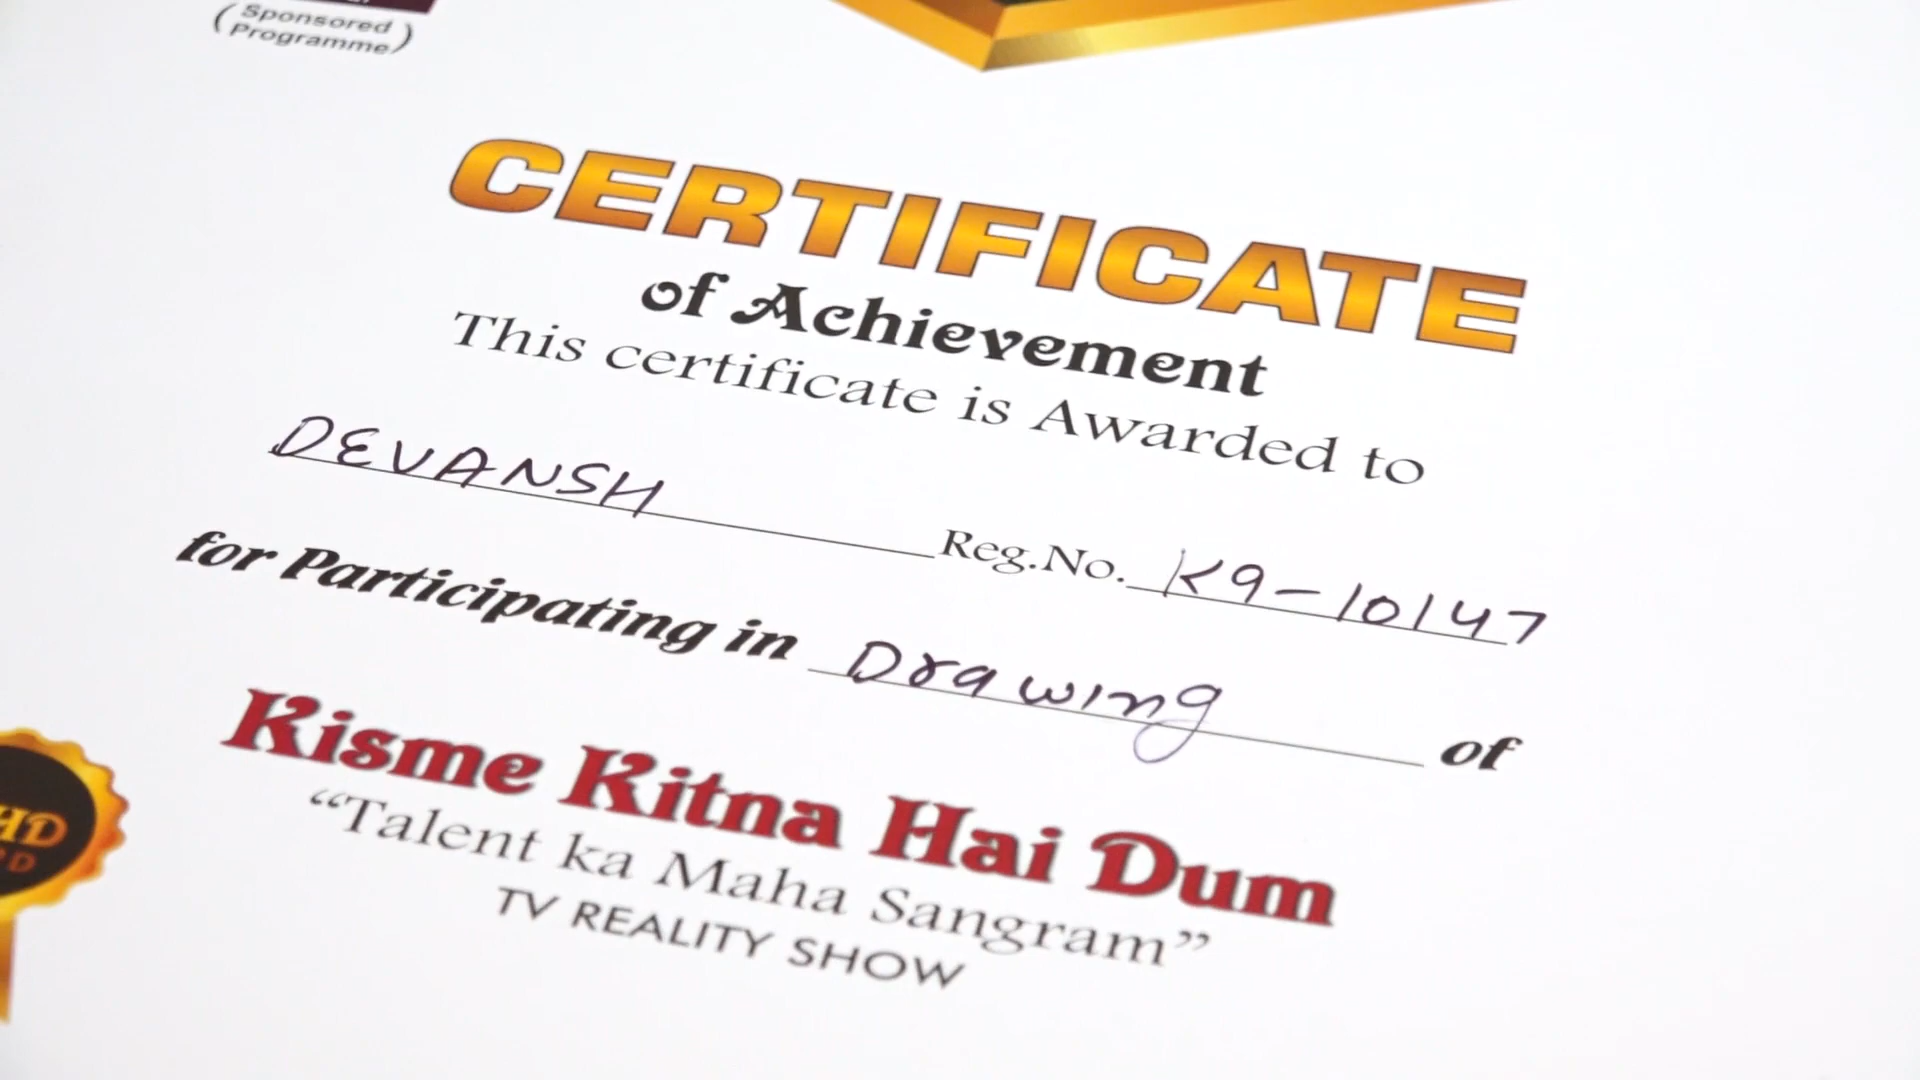 (Sponsored
Programme)
CERTIFICATE
of Achievement
This certificate is Awarded to
DEVANSH Reg.No. K9-10147
for Participating in Drawing of
Kisme Kitna Hai Dum
“Talent ka Maha Sangram”
TV REALITY SHOW
HD